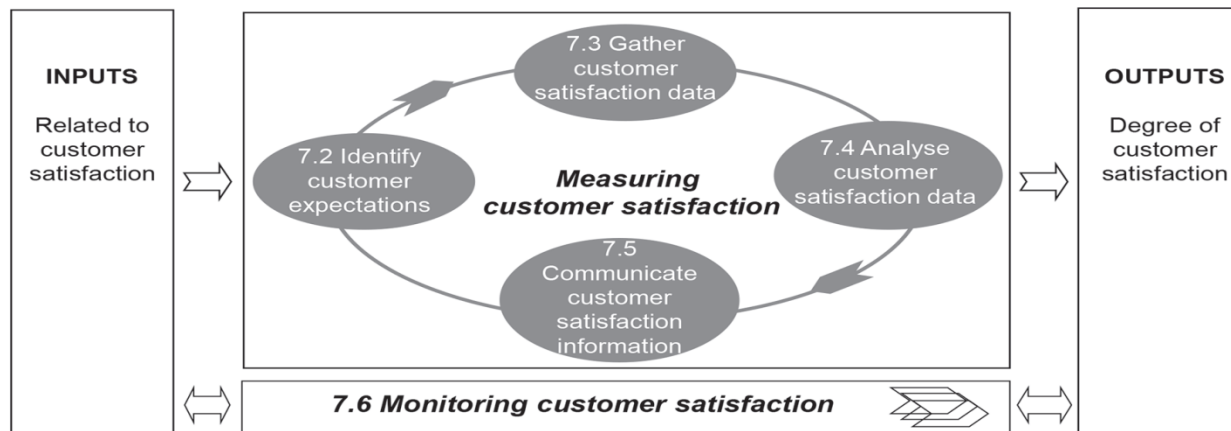 INPUTS
Related to
customer
satisfaction
7.3 Gather
customer
satisfaction data
7.2 Identify
customer
expectations
Measuring
customer satisfaction
7.4 Analyse
customer
satisfaction data
7.5
Communicate
customer
satisfaction
information
OUTPUTS
Degree of
customer
satisfaction
7.6 Monitoring customer satisfaction